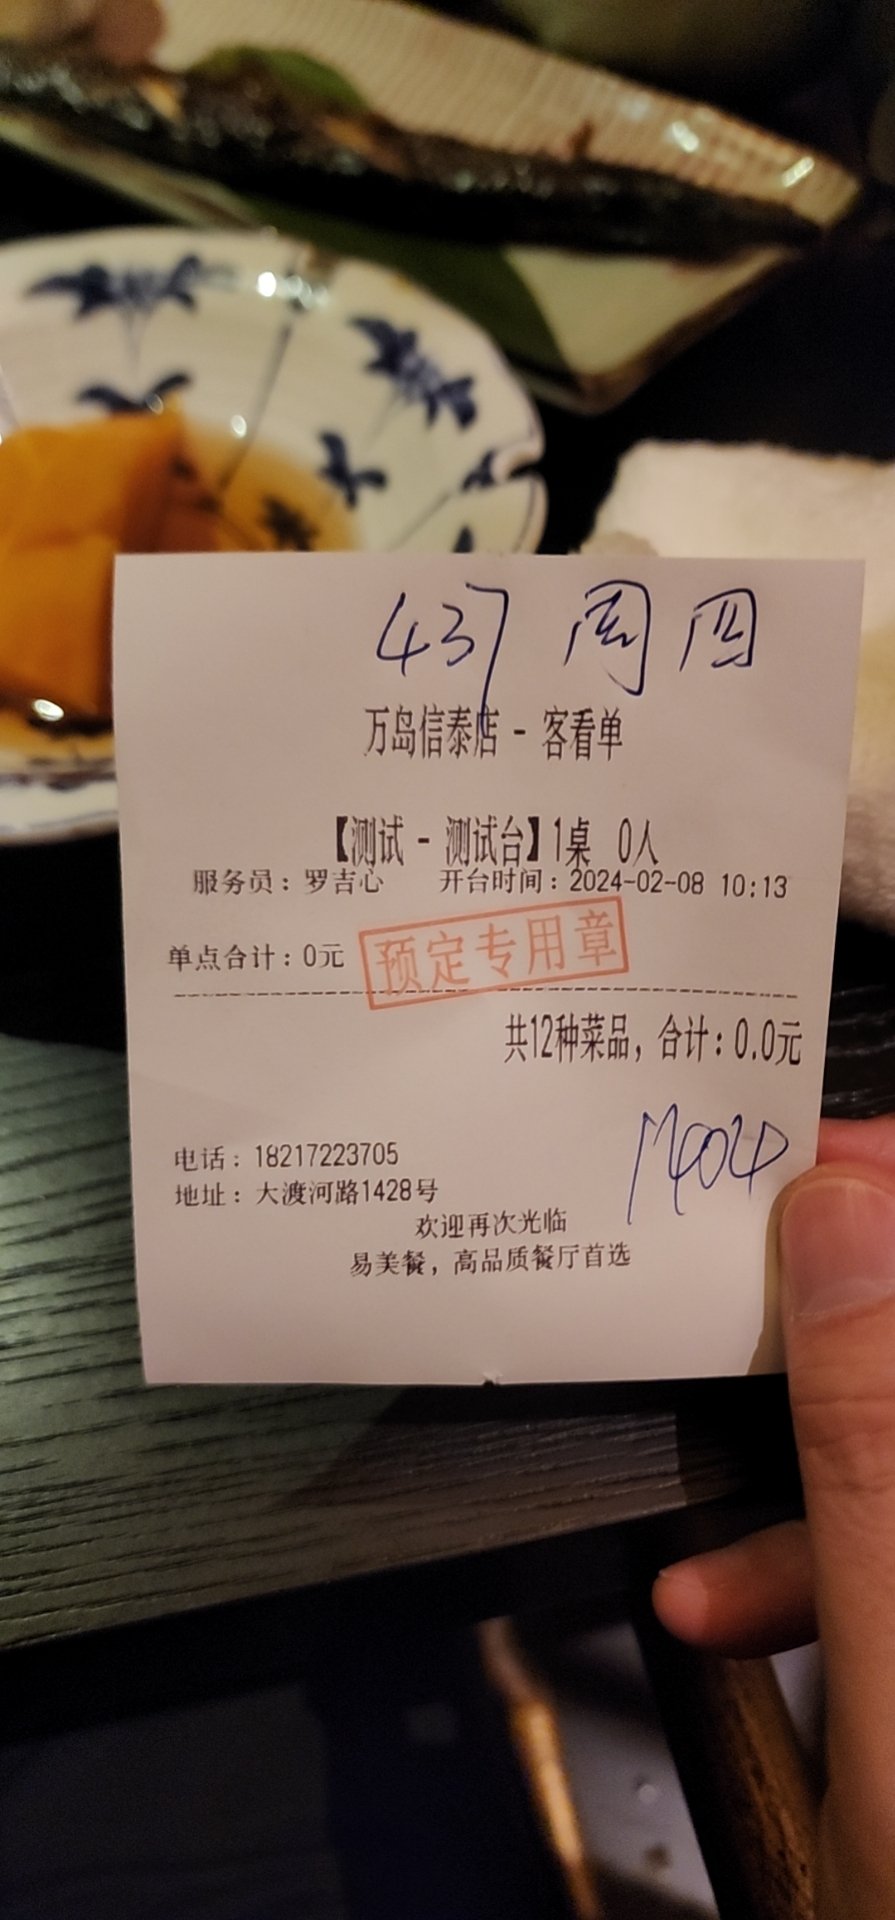 437 周四
万岛信泰店 - 客看单
【测试 - 测试台】1桌 0人
服务员：罗吉心 开台时间：2024-02-08 10:13
单点合计：0元
预定专用章
共12种菜品，合计：0.0元
M404
电话：18217223705
地址：大渡河路1428号
欢迎再次光临
易美餐，高品质餐厅首选